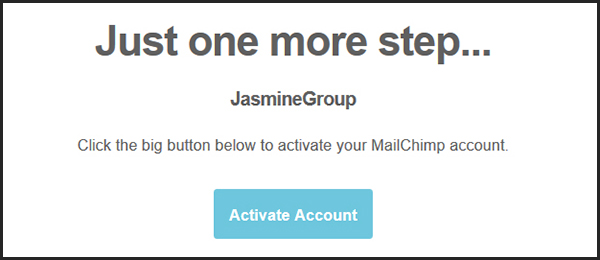 Just one more step...
JasmineGroup
Click the big button below to activate your MailChimp account.
Activate Account